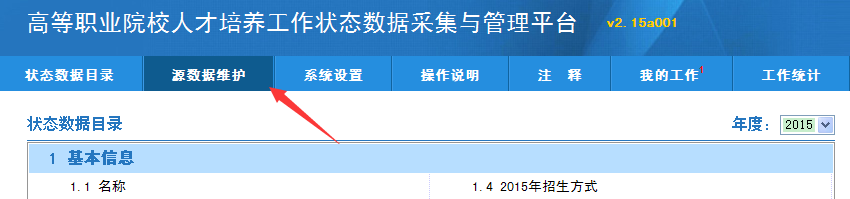 高等职业院校人才培养工作状态数据采集与管理平台 v2.15a001
状态数据目录 源数据维护 系统设置 操作说明 注 释 我的工作1 工作统计
状态数据目录 年度： 2015
1 基本信息
1.1 名称 1.4 2015年招生方式